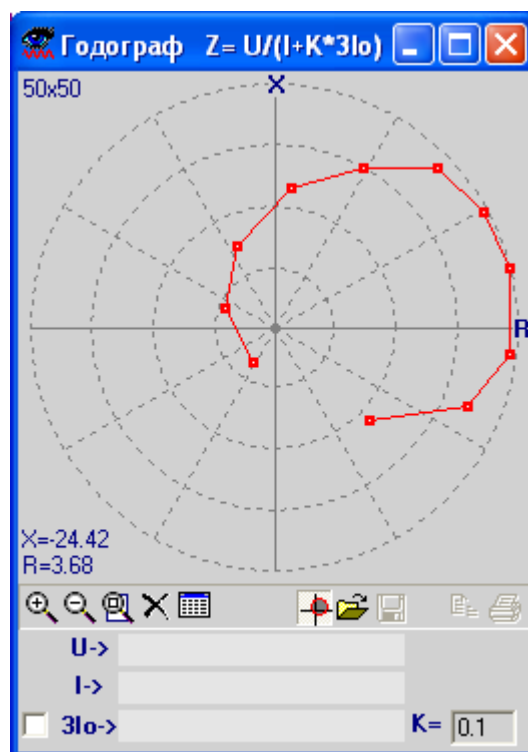 Годограф Z= U/(I+K*3Io)
50x50
X
R
X=-24.42
R=3.68
U->
I->
3Io-> K= 0.1